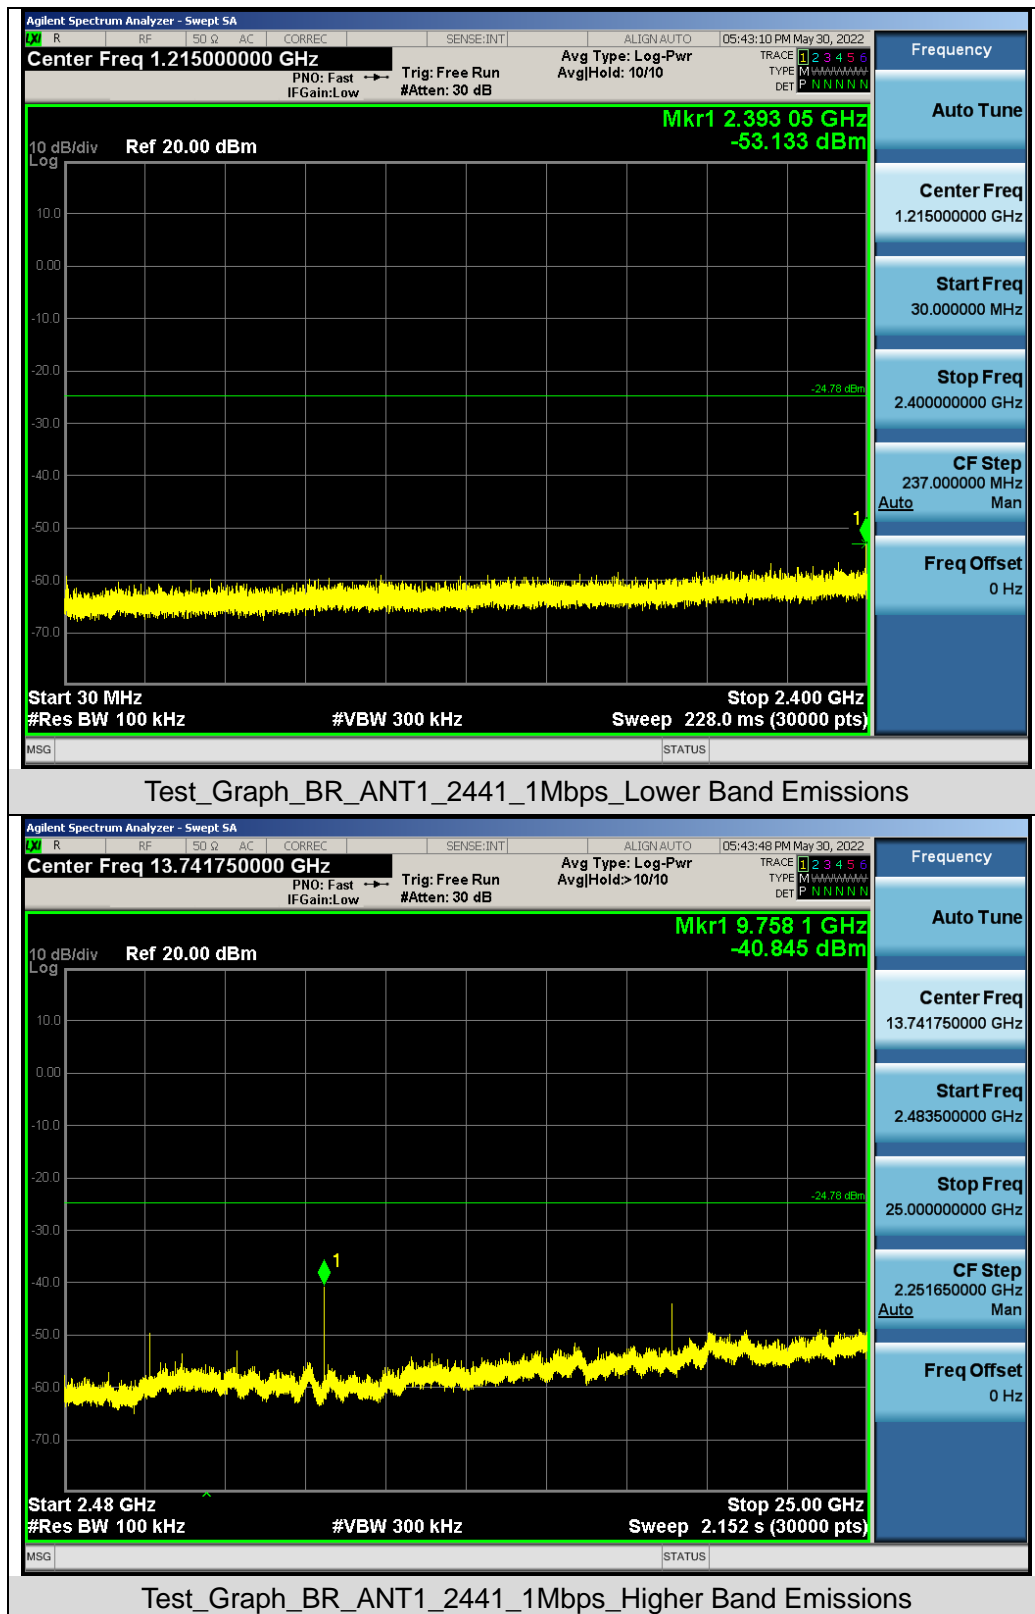 Agilent Spectrum Analyzer - Swept SA
LXI R RF 50 Ω AC CORREC SENSE:INT ALIGN AUTO 05:43:10 PM May 30, 2022
Center Freq 1.215000000 GHz
PNO: Fast
IFGain:Low
Trig: Free Run
#Atten: 30 dB
Avg Type: Log-Pwr
Avg|Hold: 10/10
TRACE 1 2 3 4 5 6
TYPE M WWWWW
DET P N N N N N
Mkr1 2.393 05 GHz
-53.133 dBm
10 dB/div Ref 20.00 dBm
Log
10.0
0.00
-10.0
-20.0
-24.78 dBm
-30.0
-40.0
-50.0
1
-60.0
-70.0
Start 30 MHz Stop 2.400 GHz
#Res BW 100 kHz #VBW 300 kHz Sweep 228.0 ms (30000 pts)
MSG STATUS
Frequency
Auto Tune
Center Freq
1.215000000 GHz
Start Freq
30.000000 MHz
Stop Freq
2.400000000 GHz
CF Step
237.000000 MHz
Auto Man
Freq Offset
0 Hz
Test_Graph_BR_ANT1_2441_1Mbps_Lower Band Emissions
Agilent Spectrum Analyzer - Swept SA
LXI R RF 50 Ω AC CORREC SENSE:INT ALIGN AUTO 05:43:48 PM May 30, 2022
Center Freq 13.741750000 GHz
PNO: Fast
IFGain:Low
Trig: Free Run
#Atten: 30 dB
Avg Type: Log-Pwr
Avg|Hold:> 10/10
TRACE 1 2 3 4 5 6
TYPE M WWWWW
DET P N N N N N
Mkr1 9.758 1 GHz
-40.845 dBm
10 dB/div Ref 20.00 dBm
Log
10.0
0.00
-10.0
-20.0
-24.78 dBm
-30.0
1
-40.0
-50.0
-60.0
-70.0
Start 2.48 GHz Stop 25.00 GHz
#Res BW 100 kHz #VBW 300 kHz Sweep 2.152 s (30000 pts)
MSG STATUS
Frequency
Auto Tune
Center Freq
13.741750000 GHz
Start Freq
2.483500000 GHz
Stop Freq
25.000000000 GHz
CF Step
2.251650000 GHz
Auto Man
Freq Offset
0 Hz
Test_Graph_BR_ANT1_2441_1Mbps_Higher Band Emissions